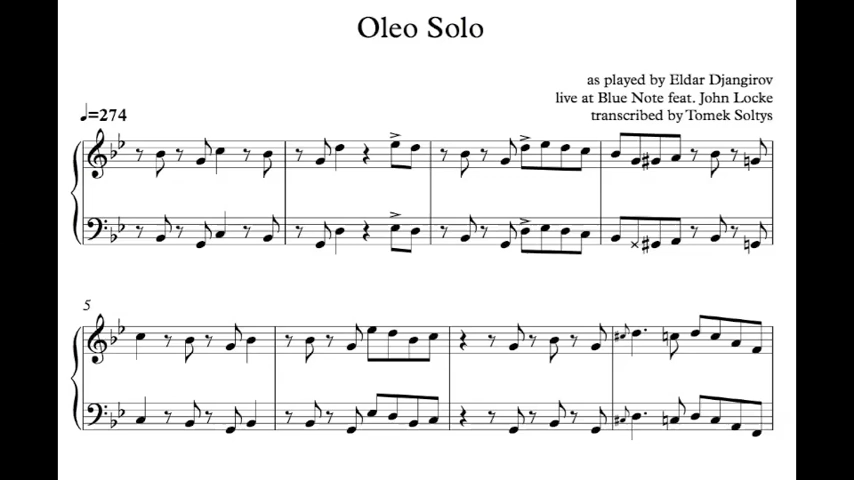 Oleo Solo
as played by Eldar Djangirov
live at Blue Note feat. John Locke
transcribed by Tomek Soltys
♩=274
5